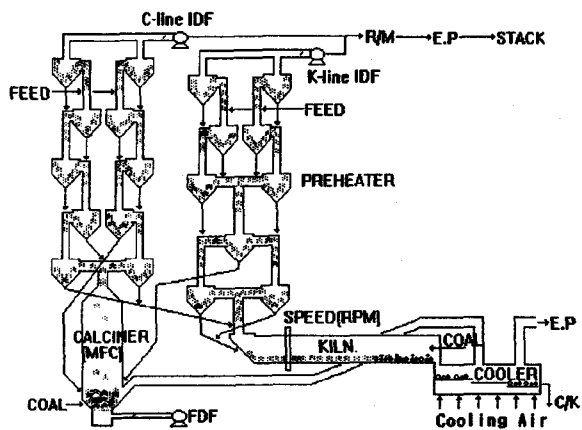 C-line IDF
R/M
E.P
STACK
K-line IDF
FEED
FEED
PREHEATER
SPEED(RPM)
CALCINER
(MFC)
KILN.
COAL
COOLER
E.P
COAL
FDF
C/K
Cooling Air